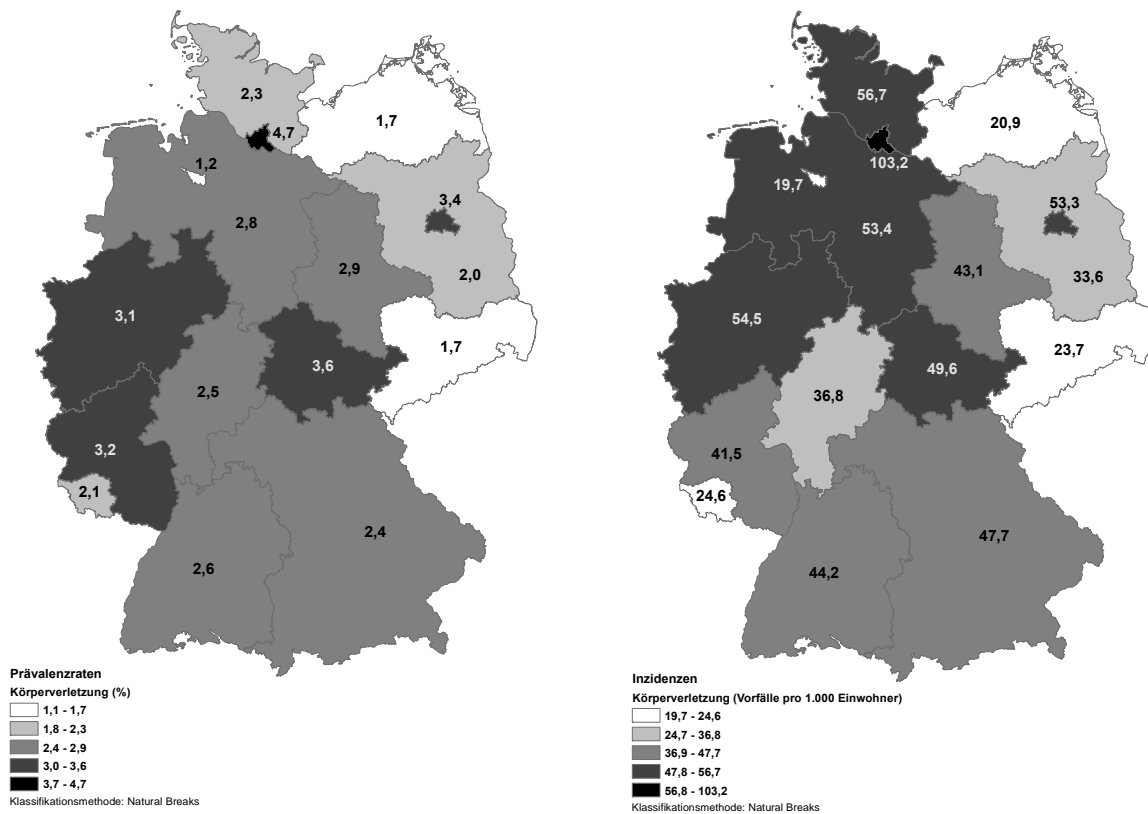 2,3
4,7
1,7
1,2
3,4
2,8
2,0
2,9
3,1
1,7
3,6
2,5
3,2
2,1
2,4
2,6
Prävalenzraten
Körperverletzung (%)
1,1 - 1,7
1,8 - 2,3
2,4 - 2,9
3,0 - 3,6
3,7 - 4,7
Klassifikationsmethode: Natural Breaks
56,7
20,9
103,2
19,7
53,3
53,4
33,6
43,1
54,5
23,7
49,6
36,8
41,5
24,6
47,7
44,2
Inzidenzen
Körperverletzung (Vorfälle pro 1.000 Einwohner)
19,7 - 24,6
24,7 - 36,8
36,9 - 47,7
47,8 - 56,7
56,8 - 103,2
Klassifikationsmethode: Natural Breaks